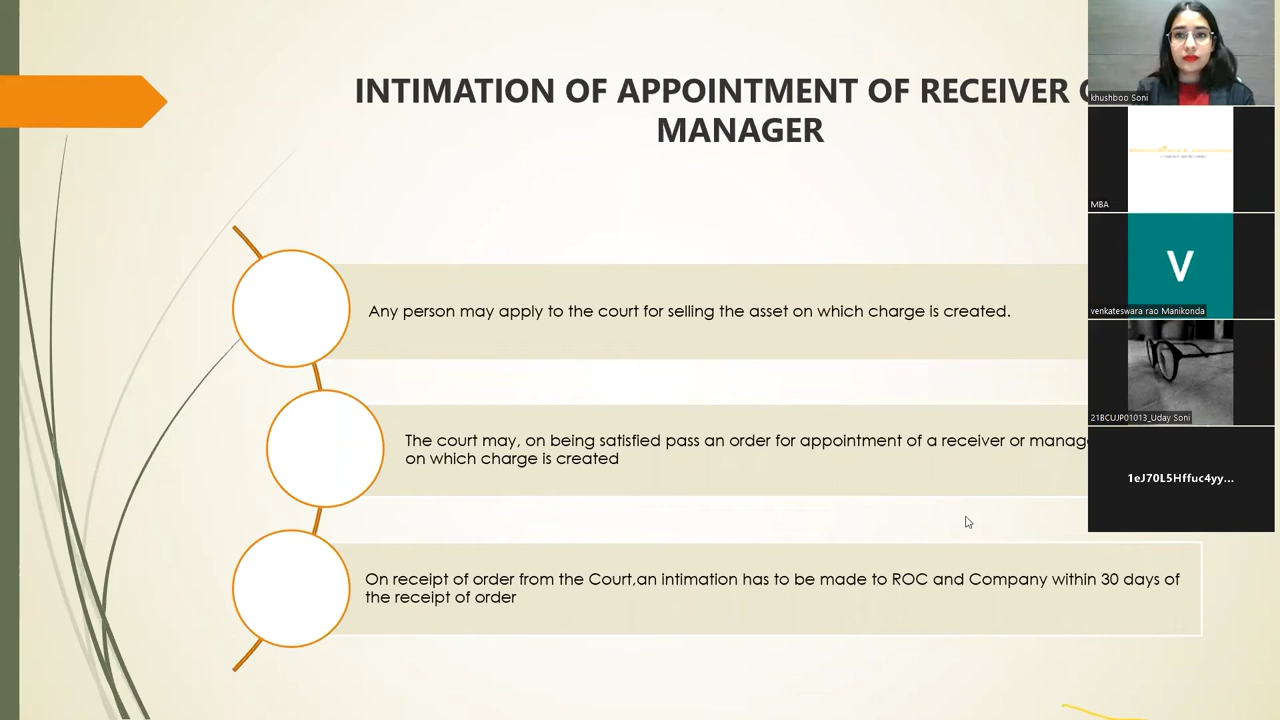 INTIMATION OF APPOINTMENT OF RECEIVER
MANAGER
Any person may apply to the court for selling the asset on which charge is created.
The court may, on being satisfied pass an order for appointment of a receiver or
on which charge is created
On receipt of order from the Court,an intimation has to be made to ROC and Company within 30 days of
the receipt of order
khushboo Soni
MBA
V
venkateswara rao Manikonda
21BCUJP01013_Uday Soni
1eJ70L5Hffuc4yy...